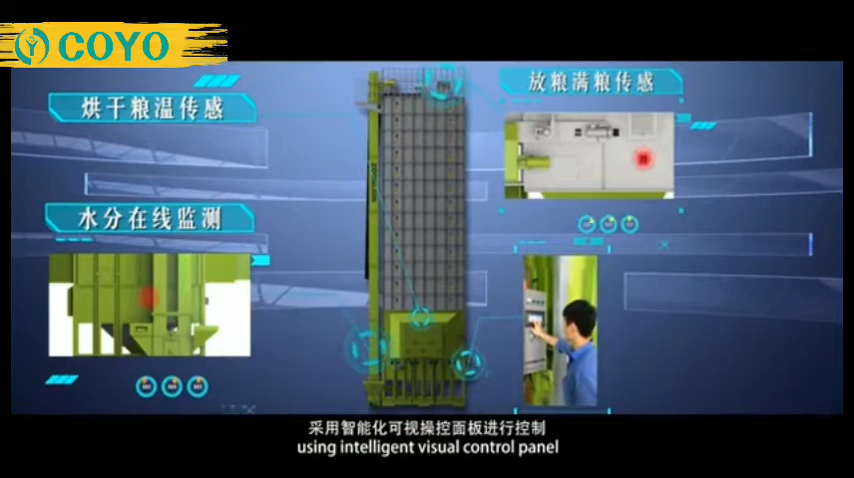 COYO
烘干粮温传感
放粮满粮传感
水分在线监测
采用智能化可视操控面板进行控制
using intelligent visual control panel